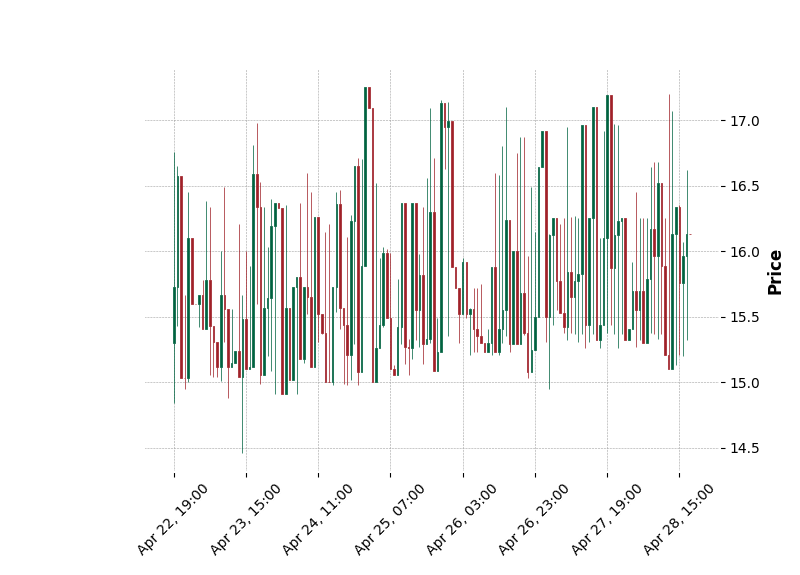 17.0
16.5
16.0
15.5
15.0
14.5
Price
Apr 22, 19:00
Apr 23, 15:00
Apr 24, 11:00
Apr 25, 07:00
Apr 26, 03:00
Apr 26, 23:00
Apr 27, 19:00
Apr 28, 15:00